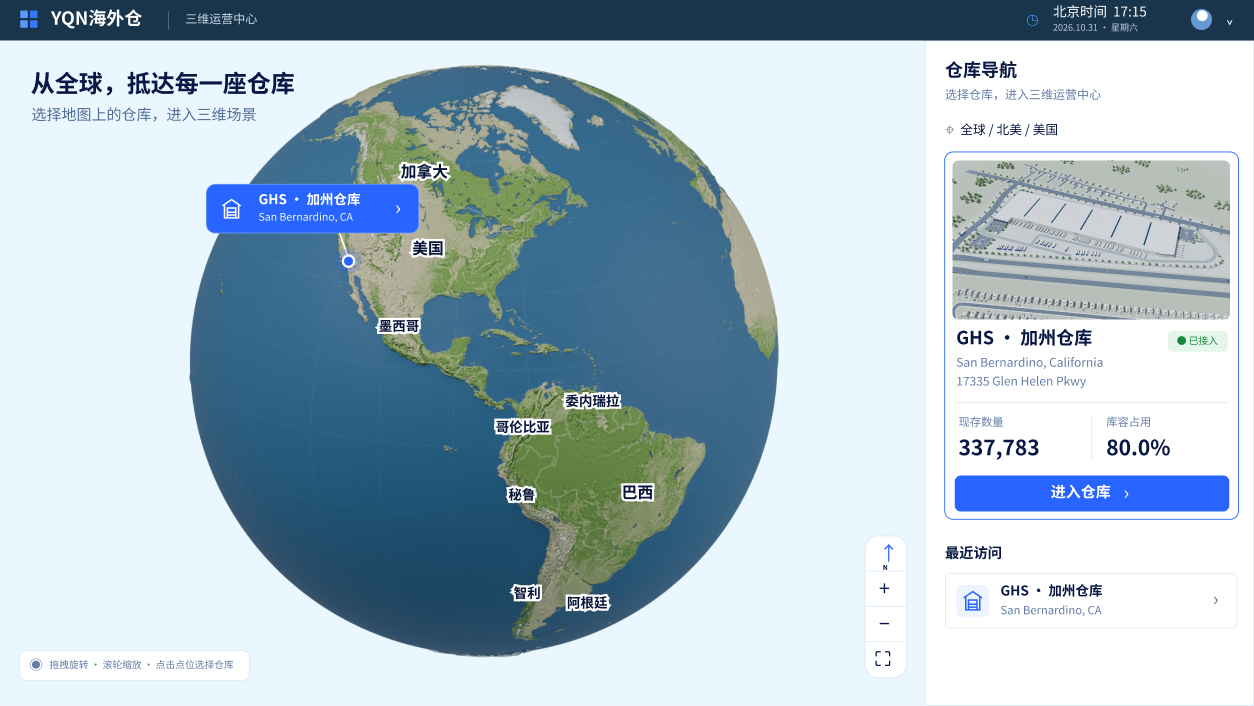 YQN海外仓
三维运营中心
北京时间 17:15
2026.10.31 · 星期六
从全球，抵达每一座仓库
选择地图上的仓库，进入三维场景
加拿大
GHS · 加州仓库
San Bernardino, CA
美国
墨西哥
委内瑞拉
哥伦比亚
秘鲁
巴西
智利
阿根廷
N
+
−
拖拽旋转 · 滚轮缩放 · 点击点位选择仓库
仓库导航
选择仓库，进入三维运营中心
全球 / 北美 / 美国
GHS · 加州仓库
已接入
San Bernardino, California
17335 Glen Helen Pkwy
现存数量
337,783
库容占用
80.0%
进入仓库 ›
最近访问
GHS · 加州仓库
San Bernardino, CA